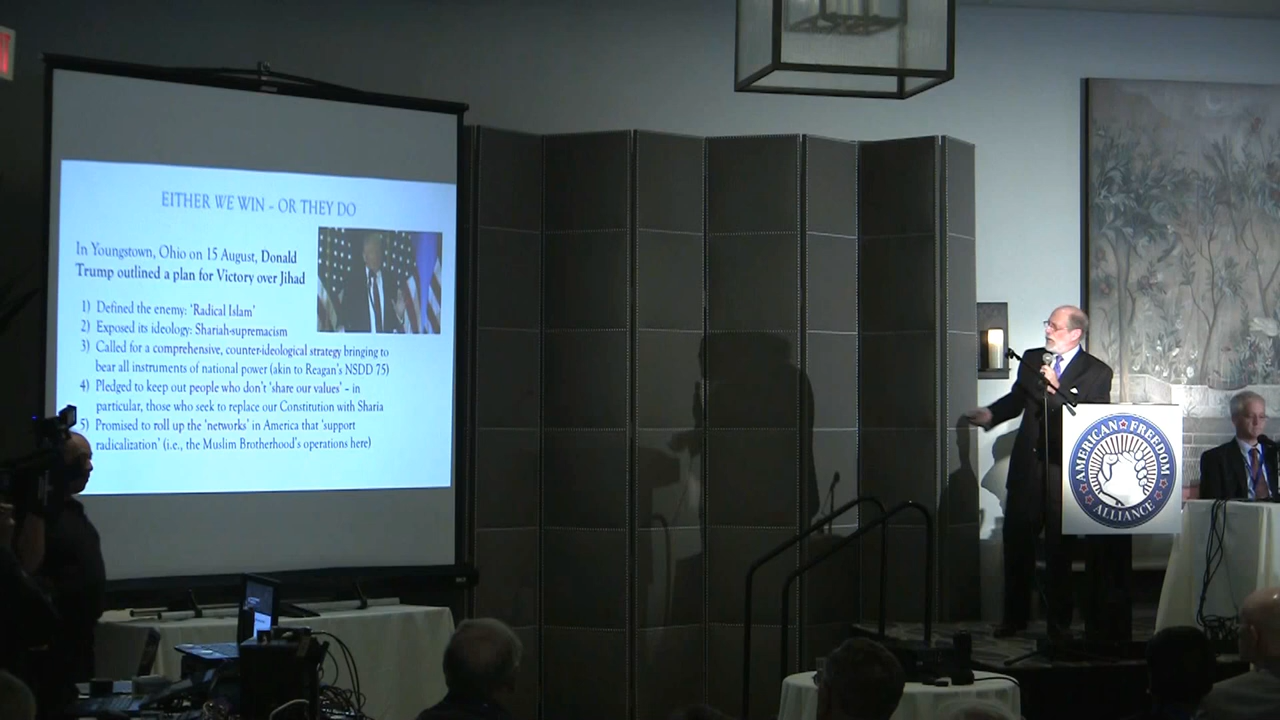 EITHER WE WIN – OR THEY DO
In Youngstown, Ohio on 15 August, Donald
Trump outlined a plan for Victory over Jihad
1) Defined the enemy: ‘Radical Islam’
2) Exposed its ideology: Shariah-supremacism
3) Called for a comprehensive, counter-ideological strategy bringing to
bear all instruments of national power (akin to Reagan's NSDD 75)
4) Pledged to keep out people who don't ‘share our values’ – in
particular, those who seek to replace our Constitution with Sharia
5) Promised to roll up the ‘networks’ in America that ‘support
radicalization’ (i.e., the Muslim Brotherhood's operations here)
AMERICAN FREEDOM
ALLIANCE